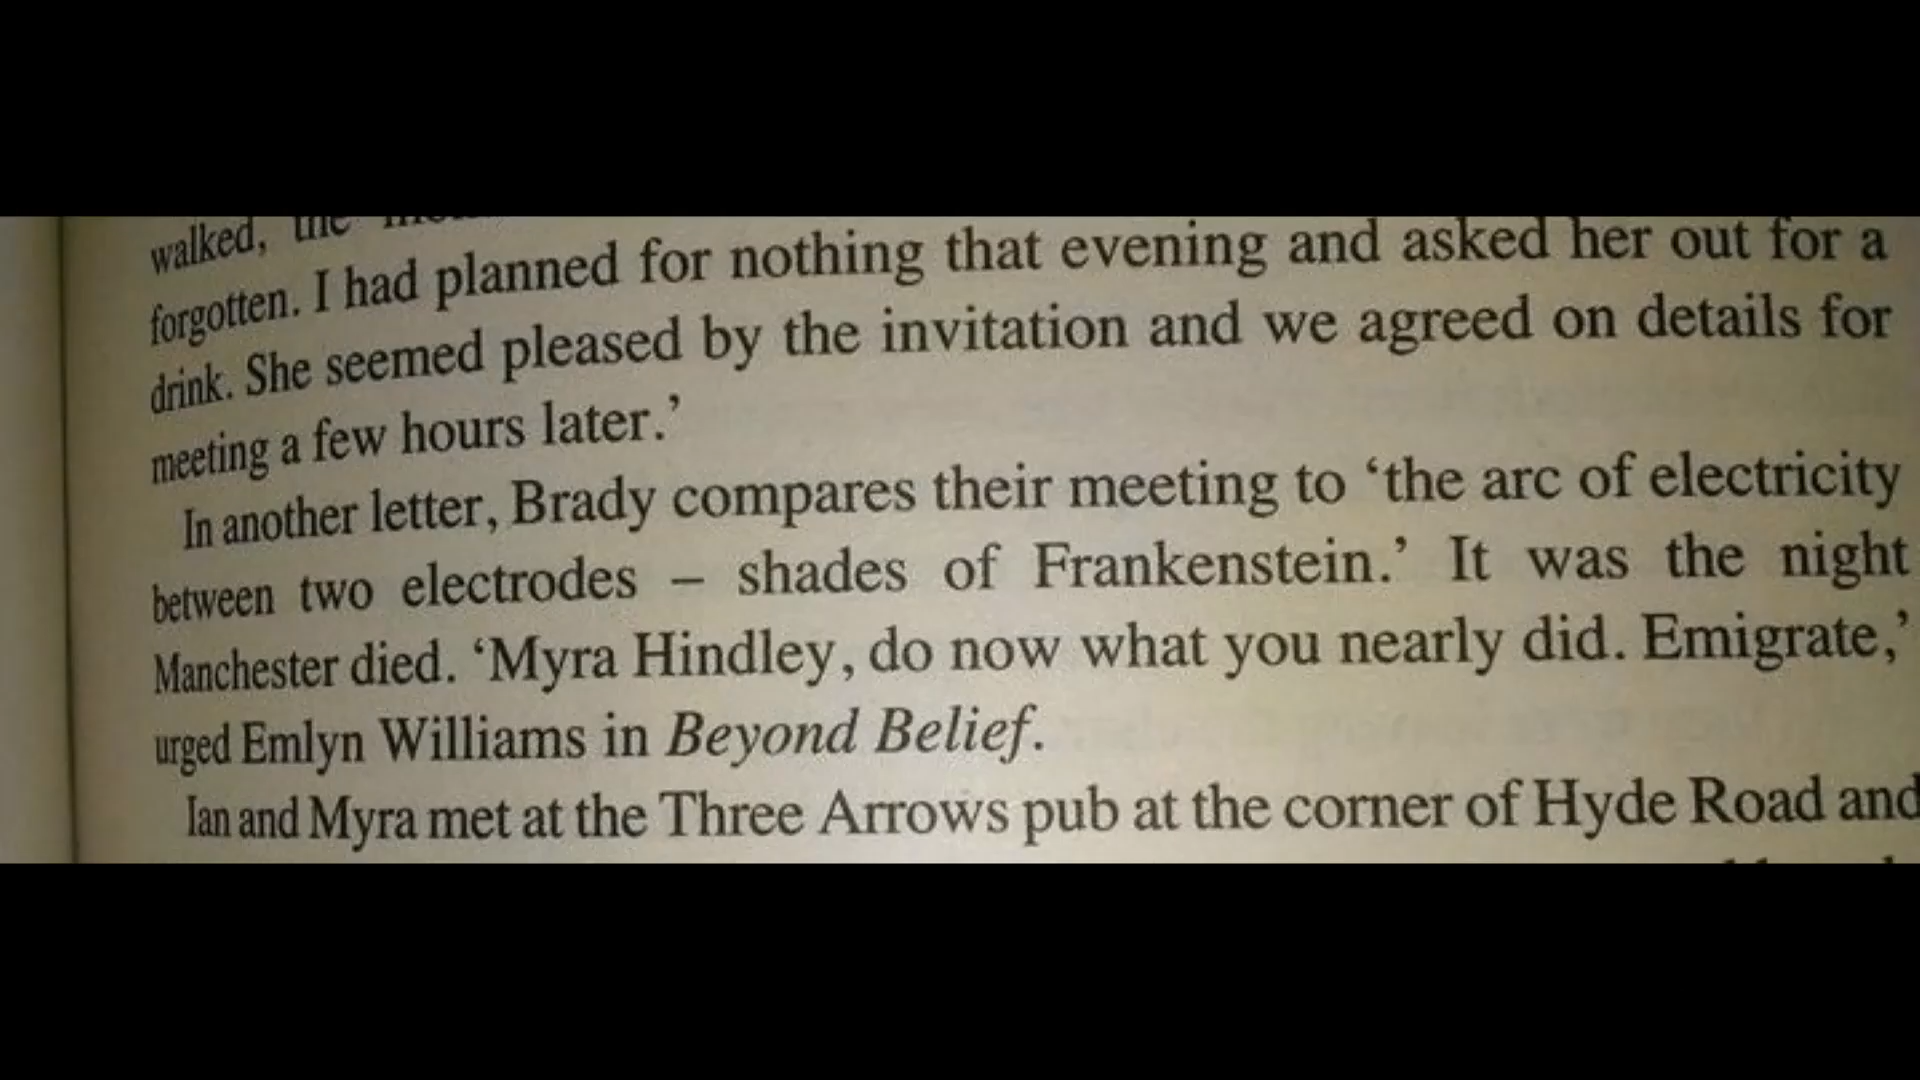 walked, the
forgotten. I had planned for nothing that evening and asked her out for a
drink. She seemed pleased by the invitation and we agreed on details for
meeting a few hours later.’
In another letter, Brady compares their meeting to ‘the arc of electricity
between two electrodes – shades of Frankenstein.’ It was the night
Manchester died. ‘Myra Hindley, do now what you nearly did. Emigrate,’
urged Emlyn Williams in Beyond Belief.
Ian and Myra met at the Three Arrows pub at the corner of Hyde Road and